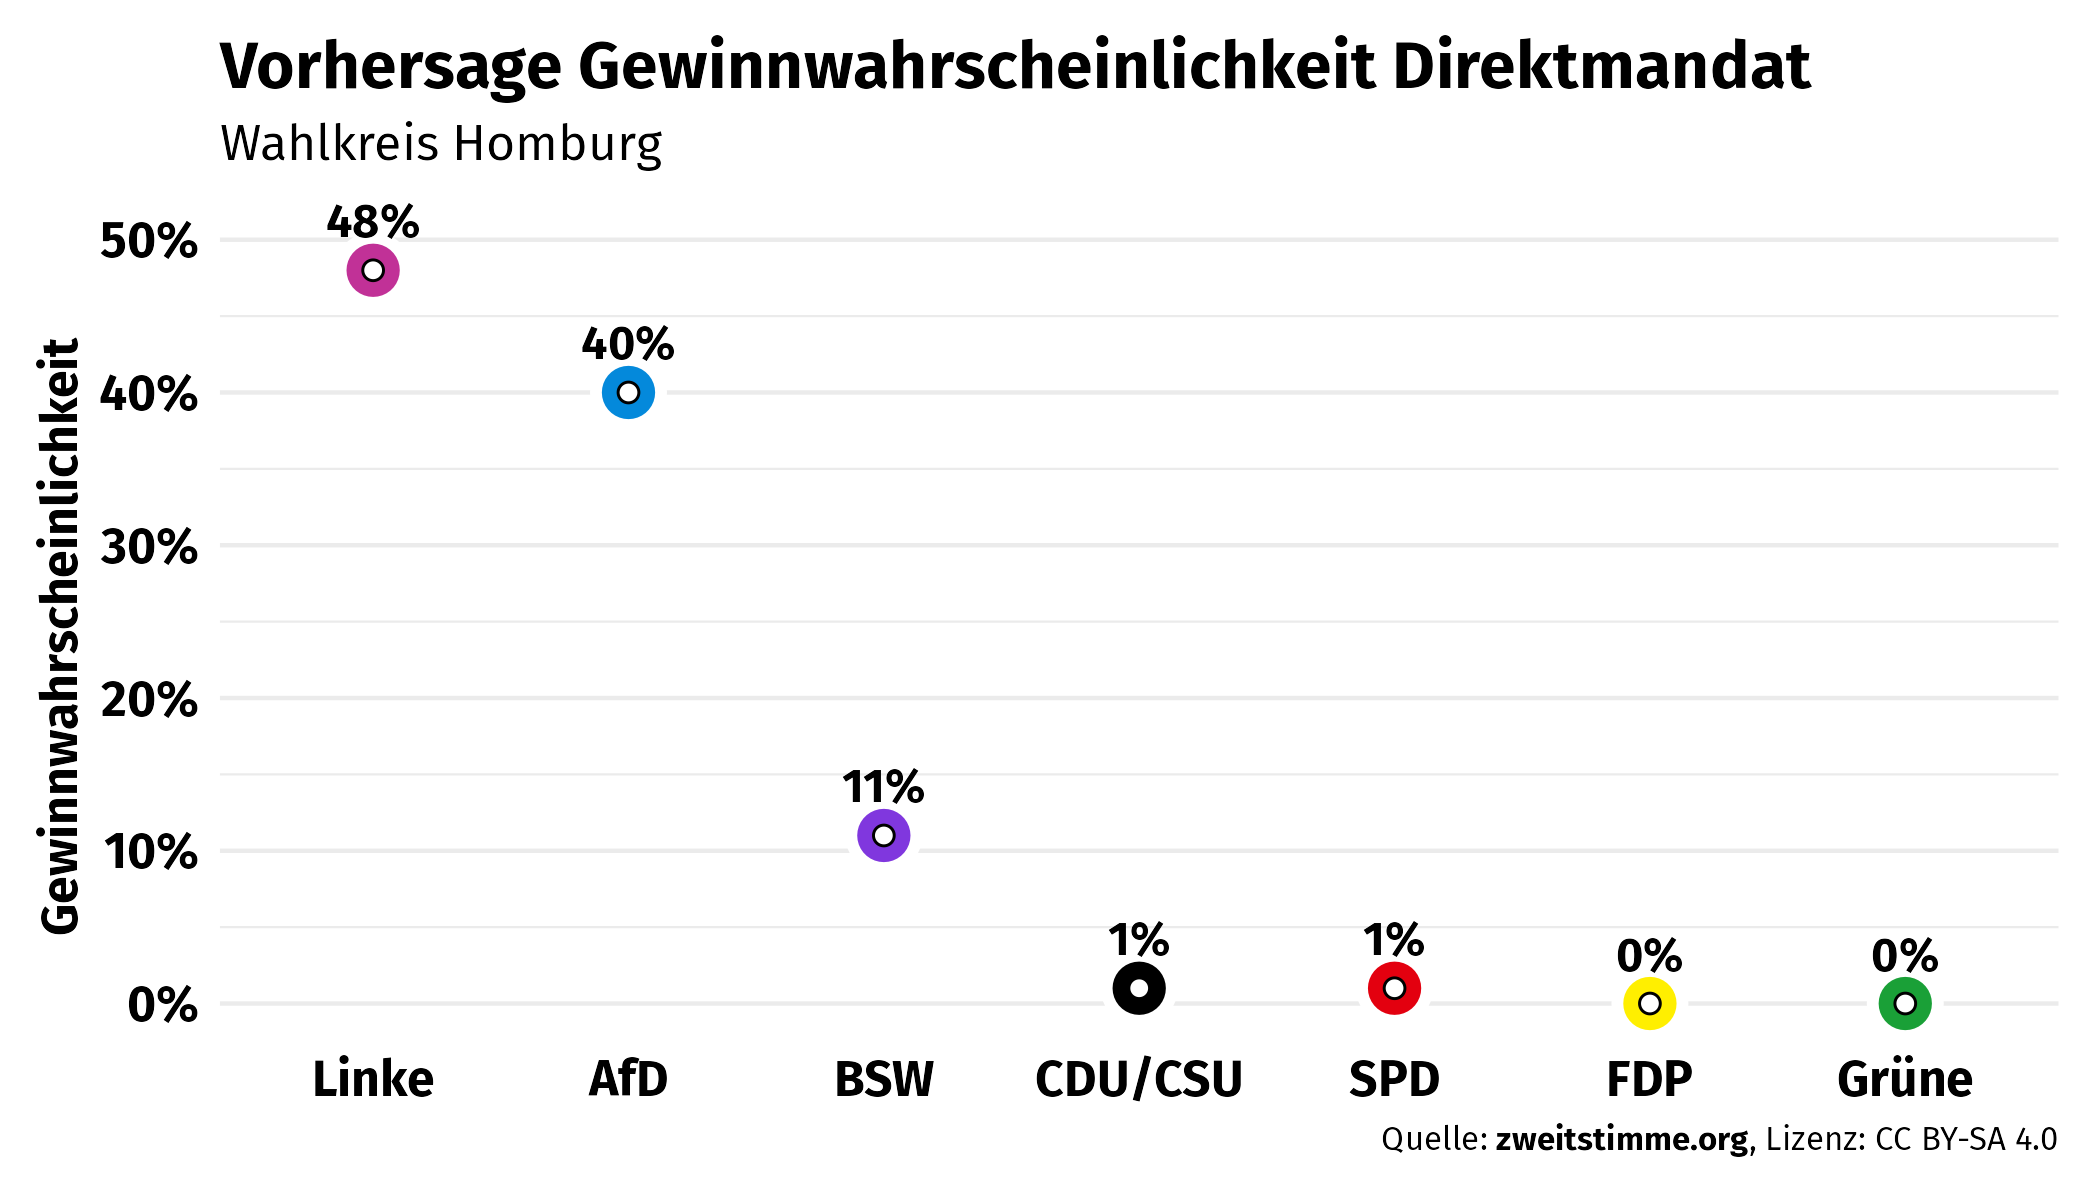 Vorhersage Gewinnwahrscheinlichkeit Direktmandat
Wahlkreis Homburg
Gewinnwahrscheinlichkeit
50%
40%
30%
20%
10%
0%
48%
40%
11%
1%
1%
0%
0%
Linke
AfD
BSW
CDU/CSU
SPD
FDP
Grüne
Quelle: zweitstimme.org, Lizenz: CC BY-SA 4.0